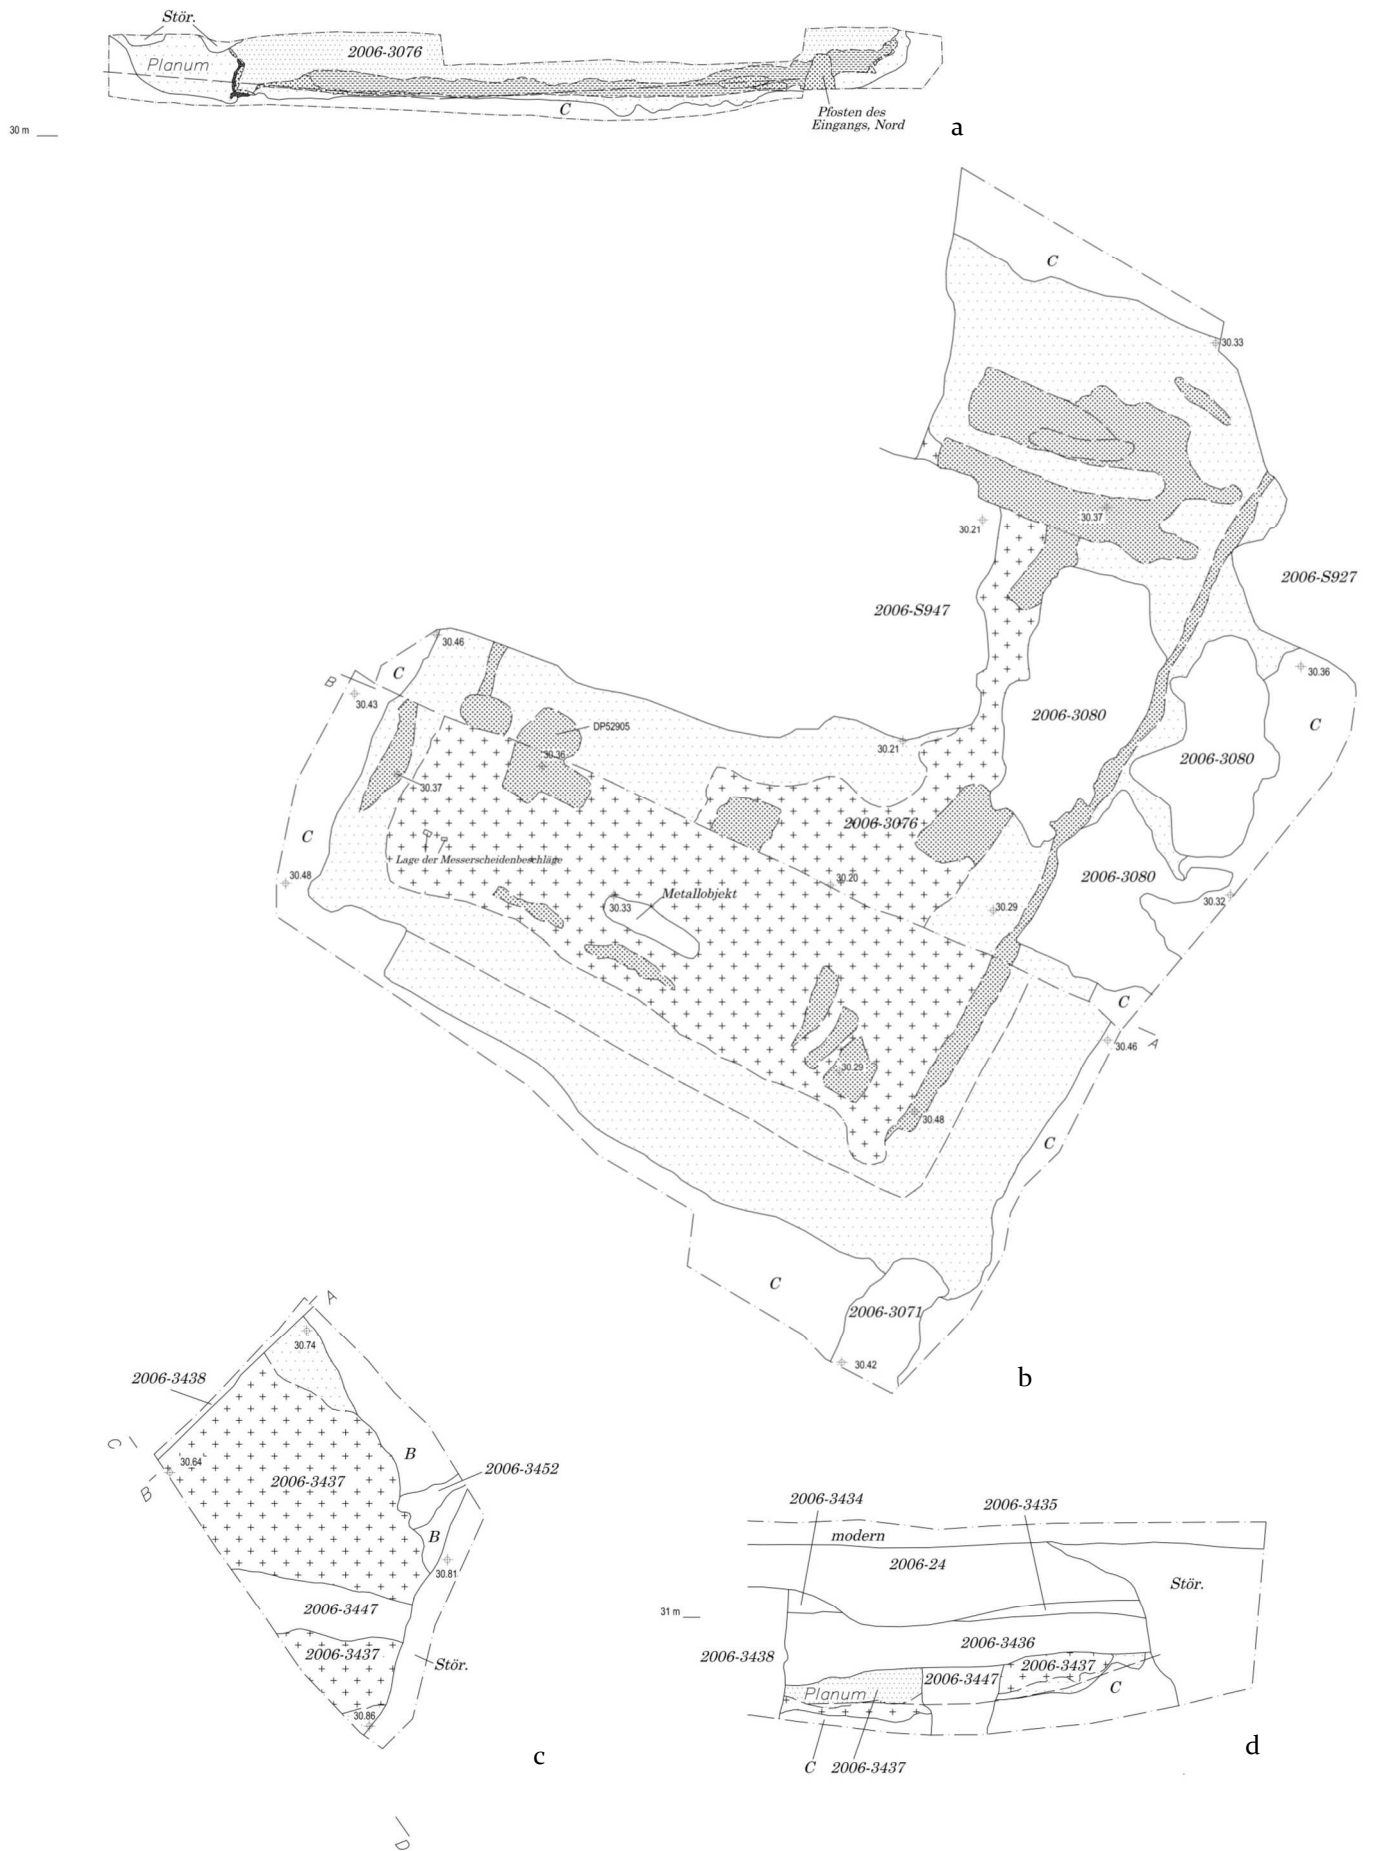 Stör.
2006-3076
Planum
C
Pfosten des
Eingangs, Nord
30 m
a
C
30.33
30.37
30.21
2006-S927
2006-S947
30.46
C
B
30.43
30.36
2006-3080
C
DP52905
30.21
30.36
2006-3080
30.37
2006-3076
C
Lage der Messerscheidenbeschläge
30.48
30.20
2006-3080
Metallobjekt
30.33
30.29
30.32
C
30.46
A
30.29
30.48
C
C
2006-3071
30.42
b
A
30.74
2006-3438
C
B
30.64
2006-3437
B
2006-3452
B
30.81
2006-3447
2006-3437
Stör.
30.86
c
D
2006-3434
2006-3435
modern
2006-24
Stör.
31 m
2006-3436
2006-3438
2006-3437
2006-3447
C
Planum
d
C
2006-3437